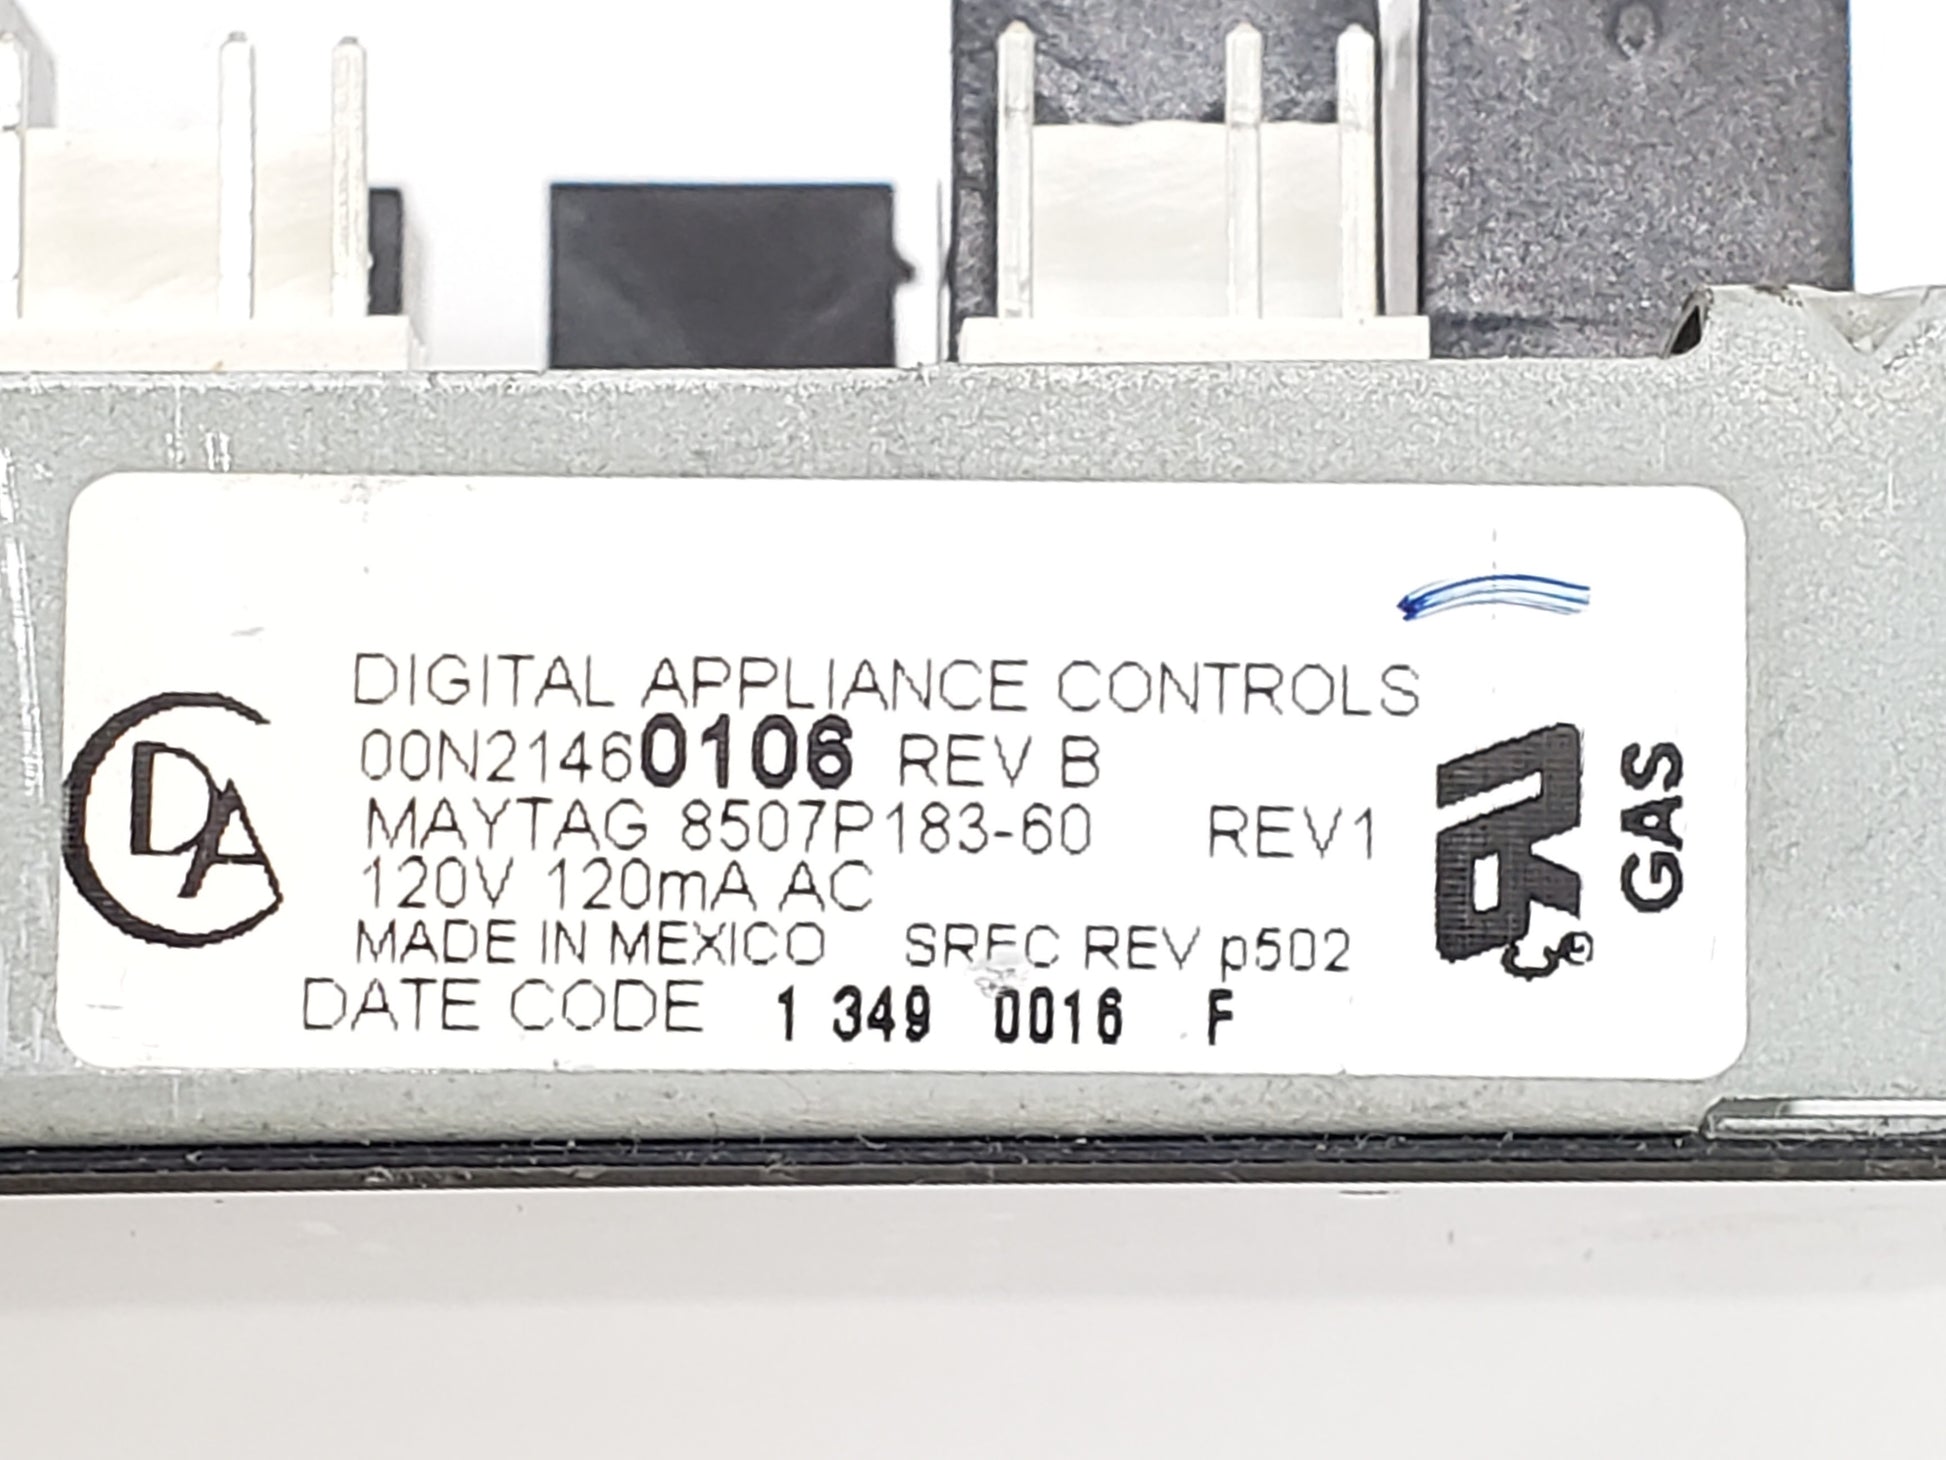 DIGITAL APPLIANCE CONTROLS
00N21460106 REV B
MAYTAG 8507P183-60 REV1
120V 120mA AC
MADE IN MEXICO SREC REV p502
DATE CODE 1 349 0016 F
DA
GAS